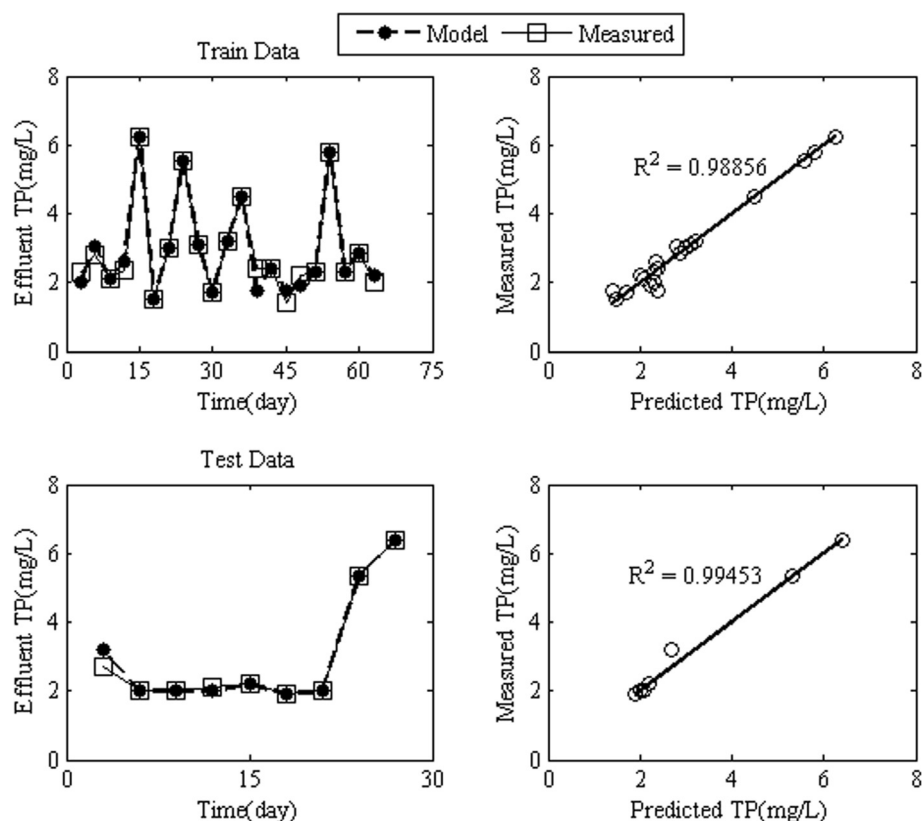 Model Measured
Train Data
Effluent TP(mg/L)
8
6
4
2
0
0 15 30 45 60 75
Time(day)
Measured TP(mg/L)
8
6
4
2
0
R² = 0.98856
0 2 4 6 8
Predicted TP(mg/L)
Test Data
Effluent TP(mg/L)
8
6
4
2
0
0 15 30
Time(day)
Measured TP(mg/L)
8
6
4
2
0
R² = 0.99453
0 2 4 6 8
Predicted TP(mg/L)